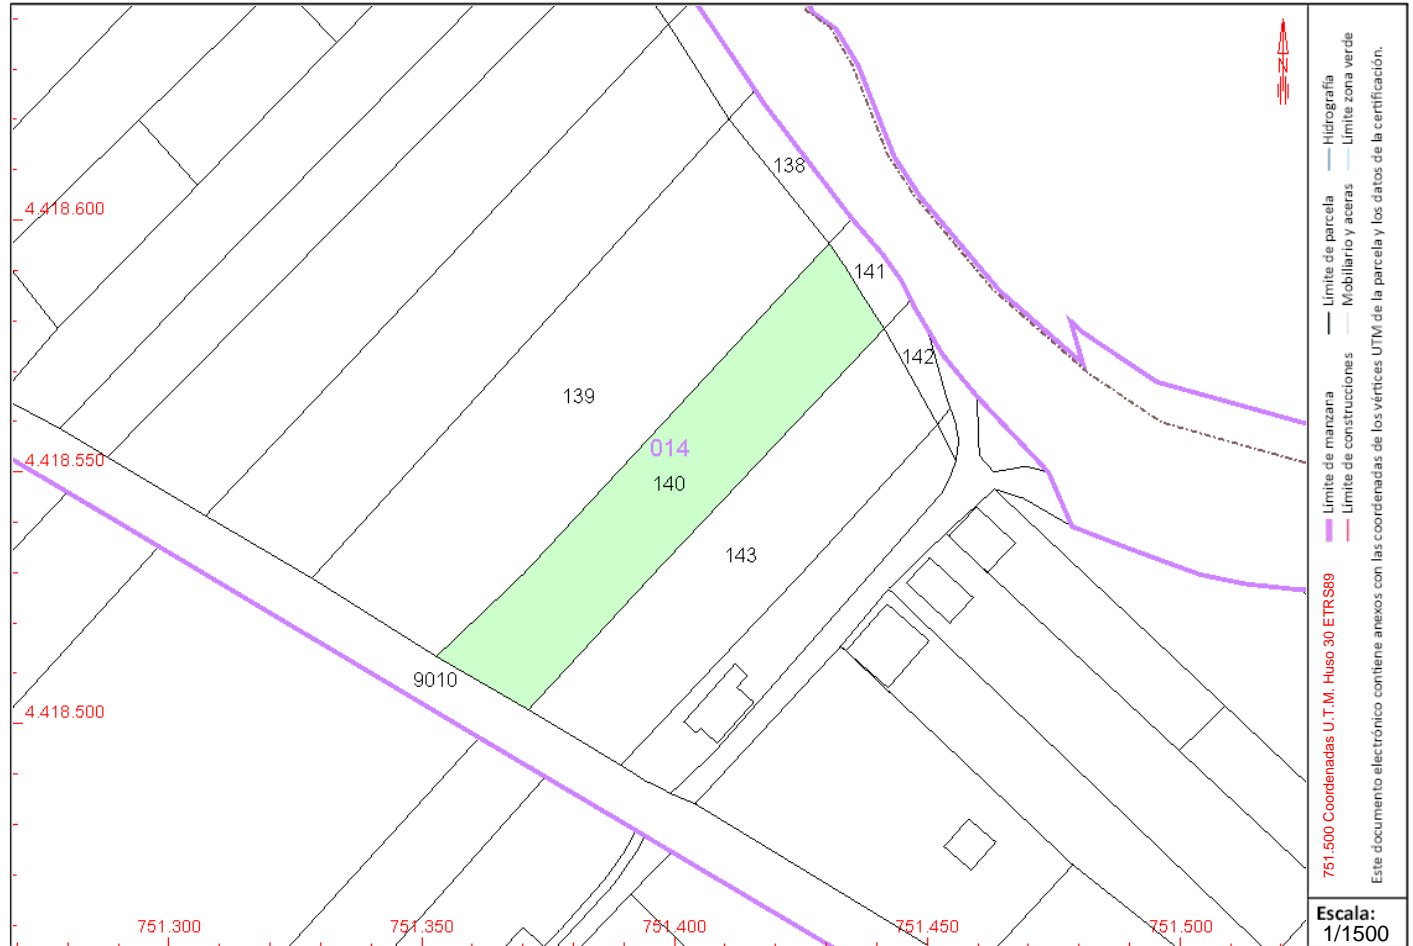 N
138
4.418.600
141
142
139
014
4.418.550
140
143
9010
4.418.500
751.300
751.350
751.400
751.450
751.500
751.500 Coordenadas U.T.M. Huso 30 ETRS89
Límite de manzana
Límite de parcela
Hidrografía
Límite de construcciones
Mobiliario y aceras
Límite zona verde
Este documento electrónico contiene anexos con las coordenadas de los vértices UTM de la parcela y los datos de la certificación.
Escala:
1/1500